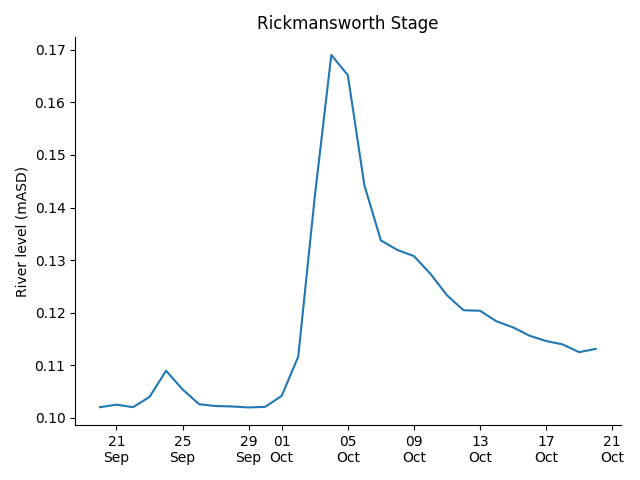 Rickmansworth Stage
River level (mASD)
0.17
0.16
0.15
0.14
0.13
0.12
0.11
0.10
21 25 29 01 05 09 13 17 21
Sep Sep Sep Oct Oct Oct Oct Oct Oct